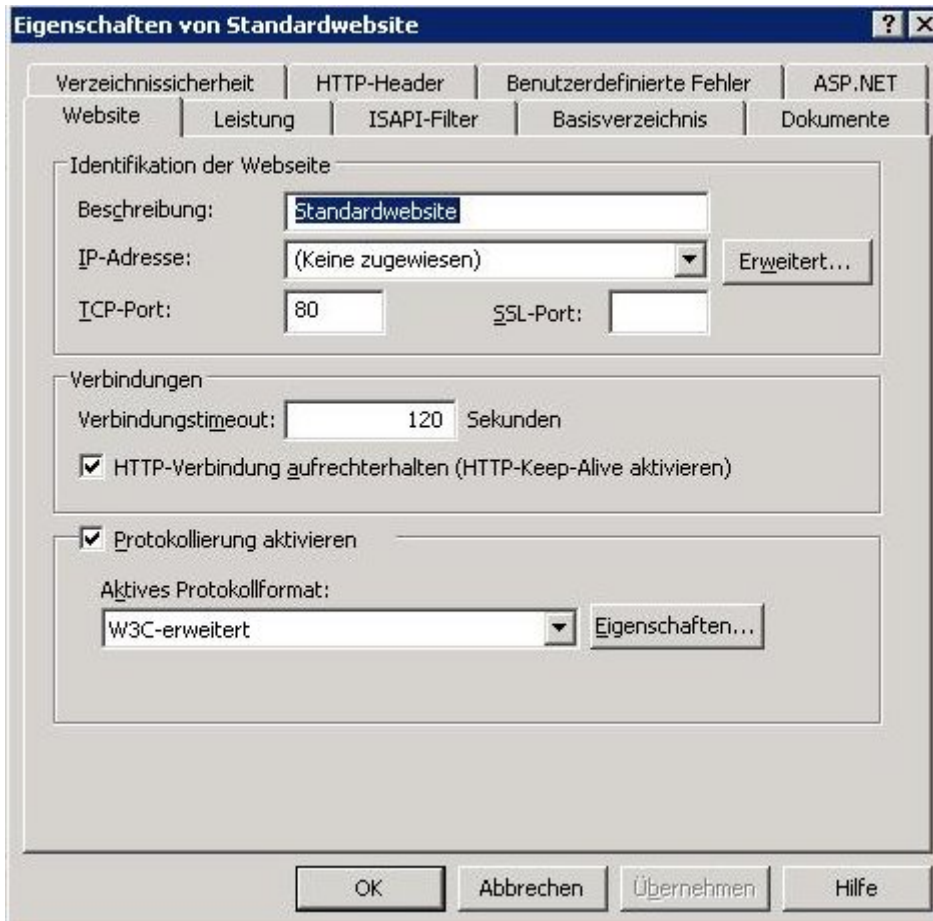 Eigenschaften von Standardwebsite
Verzeichnissicherheit HTTP-Header Benutzerdefinierte Fehler ASP.NET
Website Leistung ISAPI-Filter Basisverzeichnis Dokumente
Identifikation der Webseite
Beschreibung: Standardwebsite
IP-Adresse: (Keine zugewiesen) Erweitert...
TCP-Port: 80 SSL-Port:
Verbindungen
Verbindungstimeout: 120 Sekunden
HTTP-Verbindung aufrechterhalten (HTTP-Keep-Alive aktivieren)
Protokollierung aktivieren
Aktives Protokollformat:
W3C-erweitert Eigenschaften...
OK Abbrechen Übernehmen Hilfe